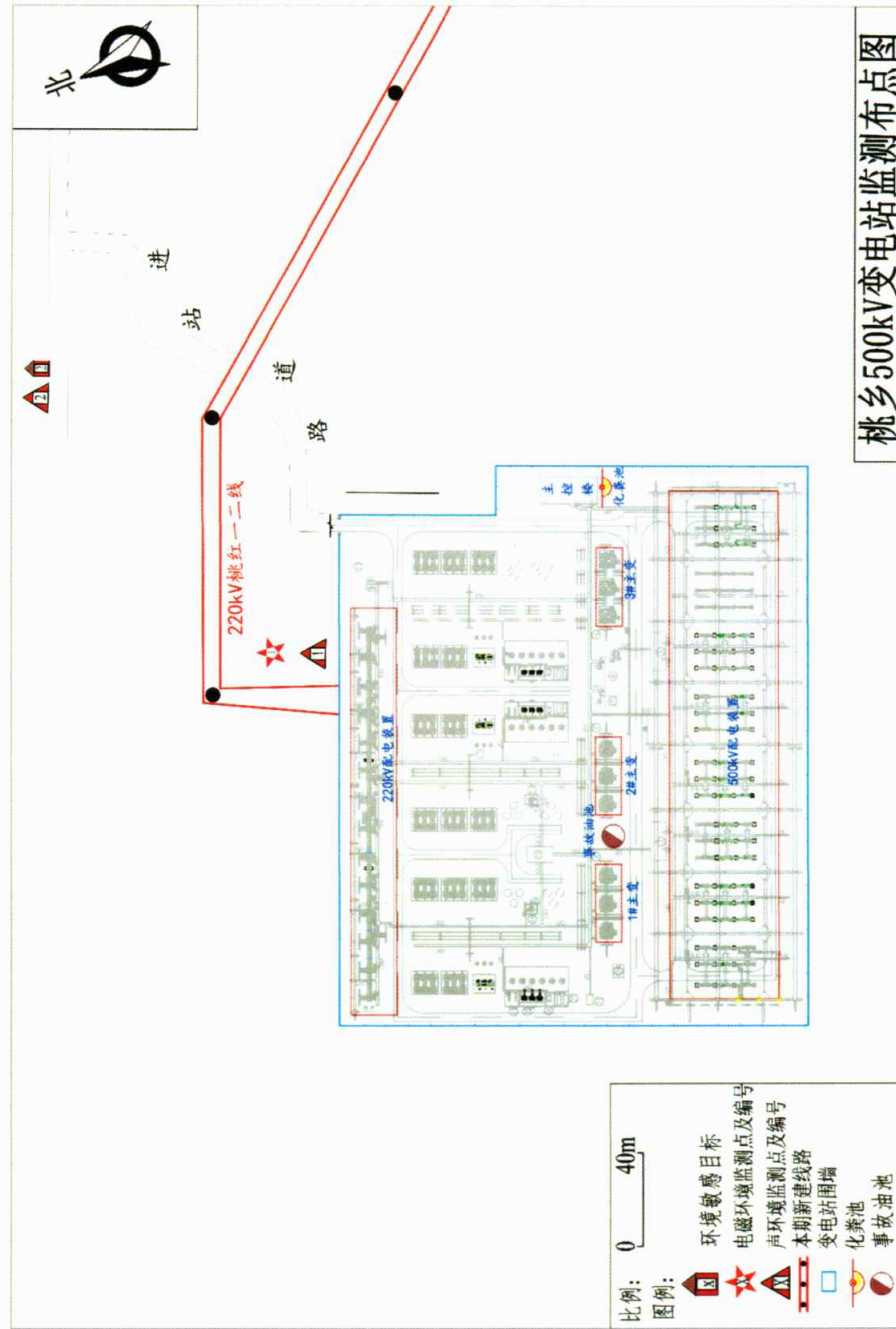 北
2
进
站
道
路
220kV桃红一二线
1
1
主控楼
化粪池
220kV配电装置
3#主变
2#主变
事故油池
1#主变
500kV配电装置
桃乡500kV变电站监测布点图
比例：
0
40m
图例：
X
环境敏感目标
X
电磁环境监测点及编号
X
声环境监测点及编号
本期新建线路
变电站围墙
化粪池
事故油池